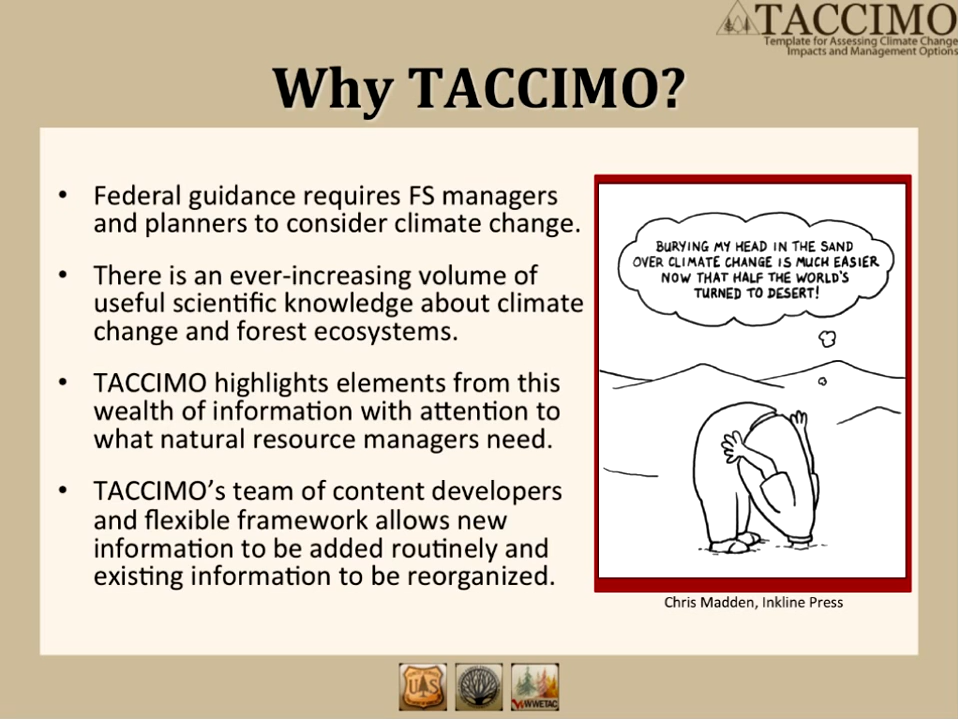 TACCIMO
Template for Assessing Climate Change
Impacts and Management Options
Why TACCIMO?
• Federal guidance requires FS managers
and planners to consider climate change.
• There is an ever-increasing volume of
useful scientific knowledge about climate
change and forest ecosystems.
• TACCIMO highlights elements from this
wealth of information with attention to
what natural resource managers need.
• TACCIMO's team of content developers
and flexible framework allows new
information to be added routinely and
existing information to be reorganized.
BURYING MY HEAD IN THE SAND
OVER CLIMATE CHANGE IS MUCH EASIER
NOW THAT HALF THE WORLD'S
TURNED TO DESERT!
Chris Madden, Inkline Press
U S
WWETAC